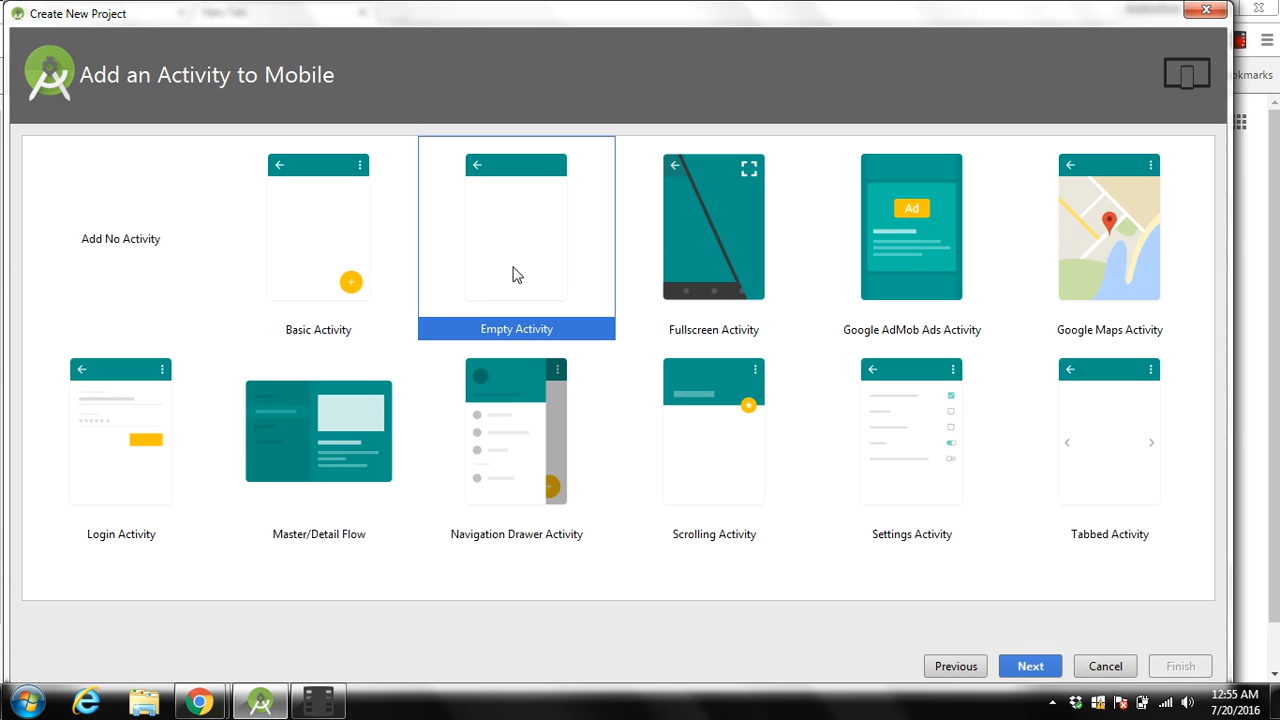 Create New Project
Add an Activity to Mobile
okmarks
Add No Activity
Basic Activity
Empty Activity
Fullscreen Activity
Ad
Google AdMob Ads Activity
Google Maps Activity
Login Activity
Master/Detail Flow
Navigation Drawer Activity
Scrolling Activity
Settings Activity
Tabbed Activity
Previous
Next
Cancel
Finish
12:55 AM
7/20/2016